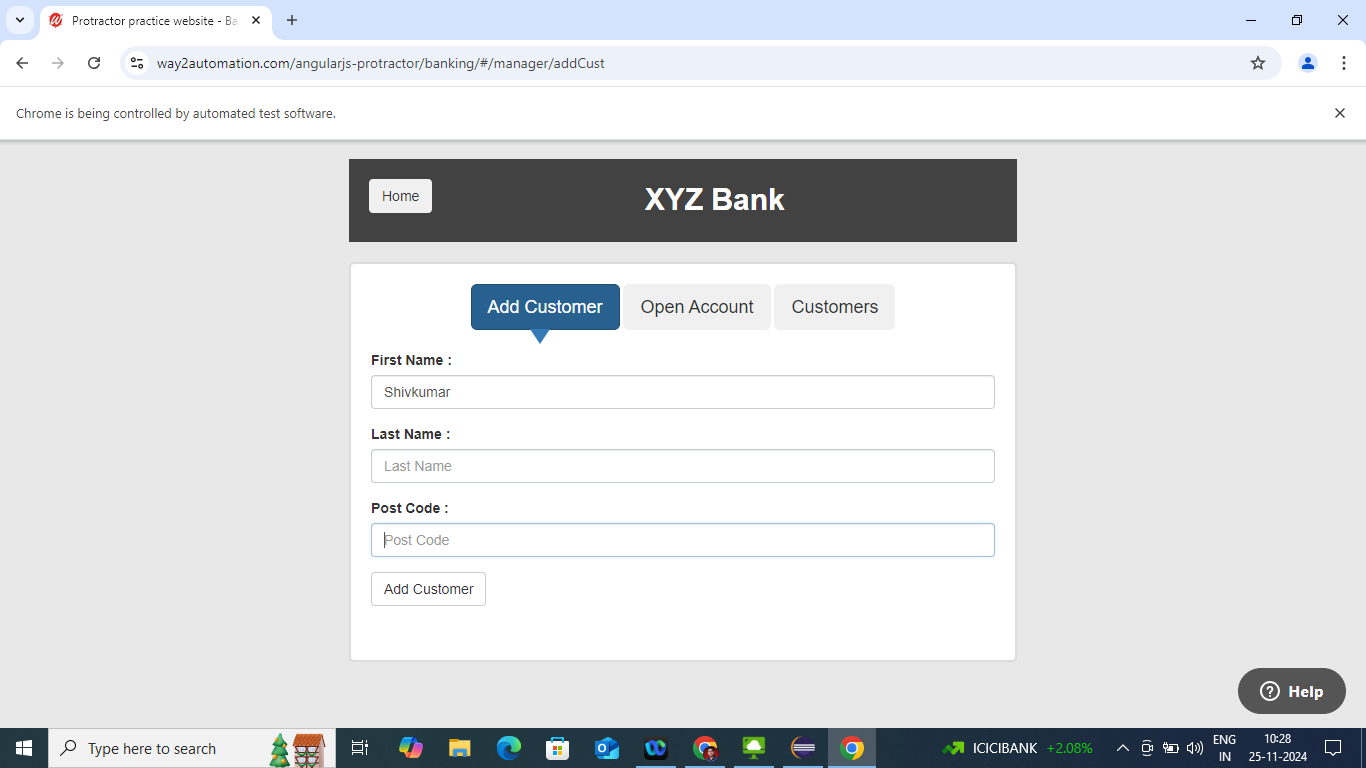 Protractor practice website - Ba
way2automation.com/angularjs-protractor/banking/#/manager/addCust
Chrome is being controlled by automated test software.
Home
XYZ Bank
Add Customer
Open Account
Customers
First Name :
Shivkumar
Last Name :
Last Name
Post Code :
Post Code
Add Customer
Help
Type here to search
ICICIBANK +2.08%
ENG
IN
10:28
25-11-2024